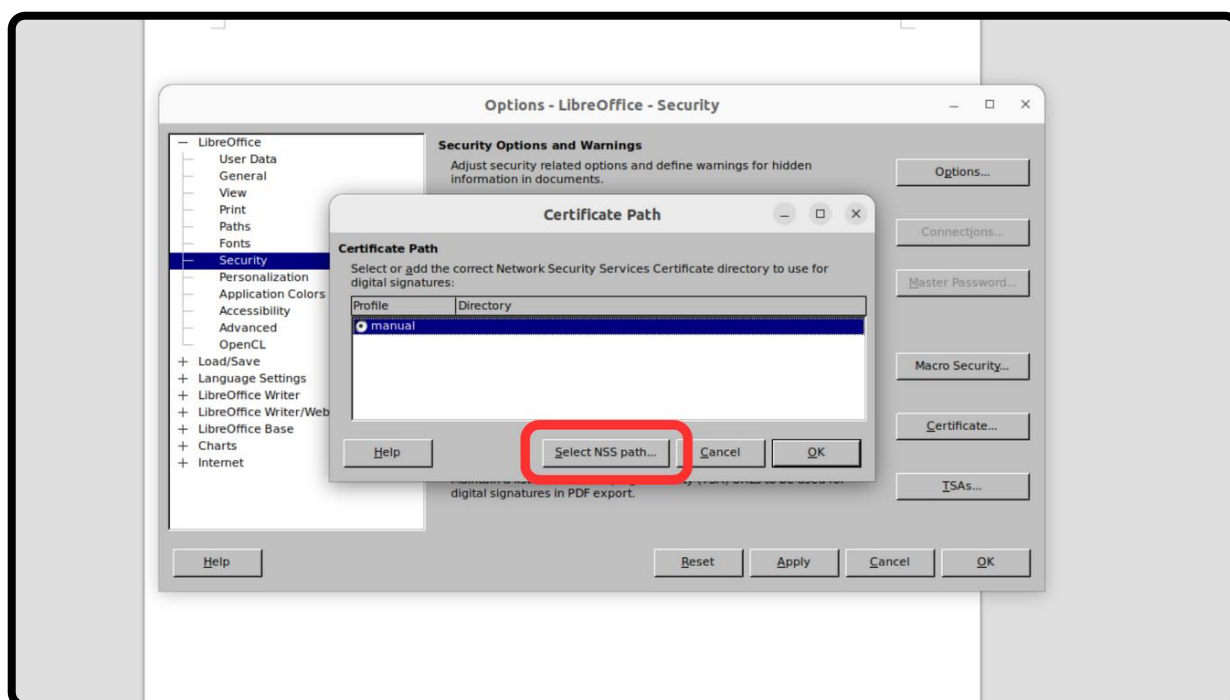 Options - LibreOffice - Security
LibreOffice
User Data
General
View
Print
Paths
Fonts
Security
Personalization
Application Colors
Accessibility
Advanced
OpenCL
Load/Save
Language Settings
LibreOffice Writer
LibreOffice Writer/Web
LibreOffice Base
Charts
Internet
Security Options and Warnings
Adjust security related options and define warnings for hidden
information in documents.
Options...
Connections...
Master Password...
Macro Security...
Certificate...
TSAs...
Certificate Path
Certificate Path
Select or add the correct Network Security Services Certificate directory to use for
digital signatures:
Profile Directory
manual
Help Select NSS path... Cancel OK
digital signatures in PDF export.
Help Reset Apply Cancel OK